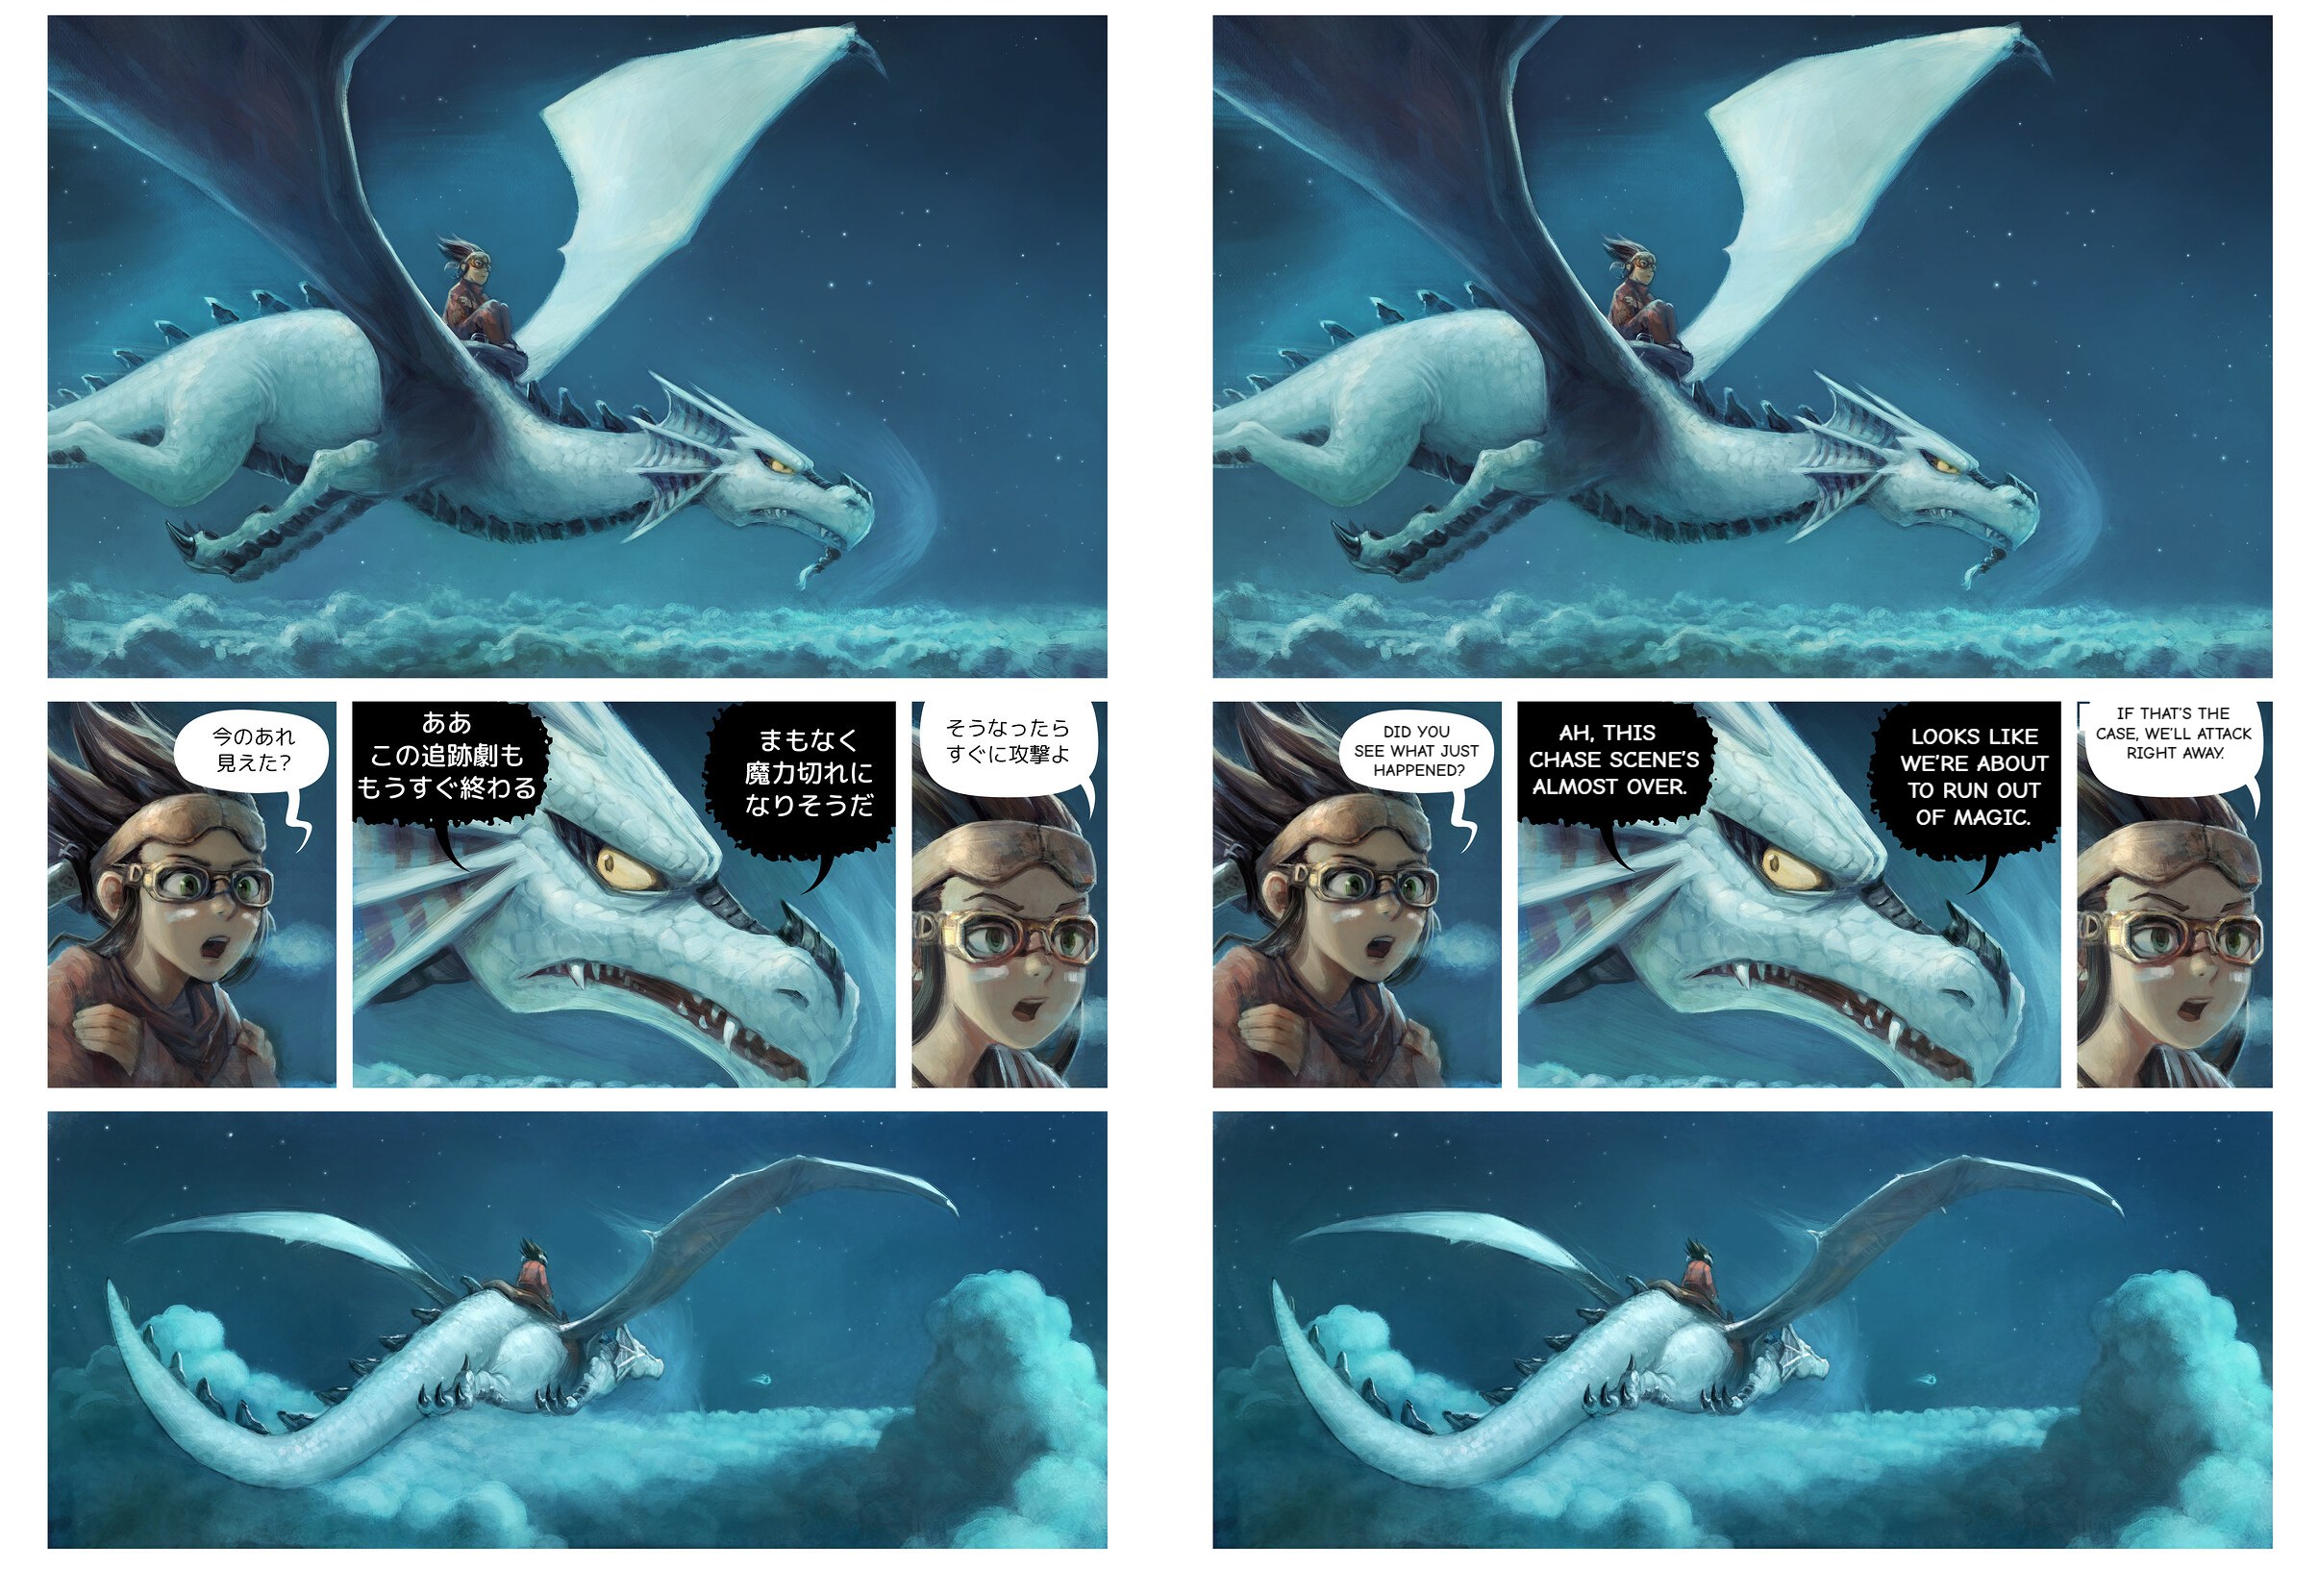 今のあれ
見えた?
ああ
この追跡劇も
もうすぐ終わる
まもなく
魔力切れに
なりそうだ
そうなったら
すぐに攻撃よ
DID YOU
SEE WHAT JUST
HAPPENED?
AH, THIS
CHASE SCENE'S
ALMOST OVER.
LOOKS LIKE
WE'RE ABOUT
TO RUN OUT
OF MAGIC.
IF THAT'S THE
CASE, WE'LL ATTACK
RIGHT AWAY.